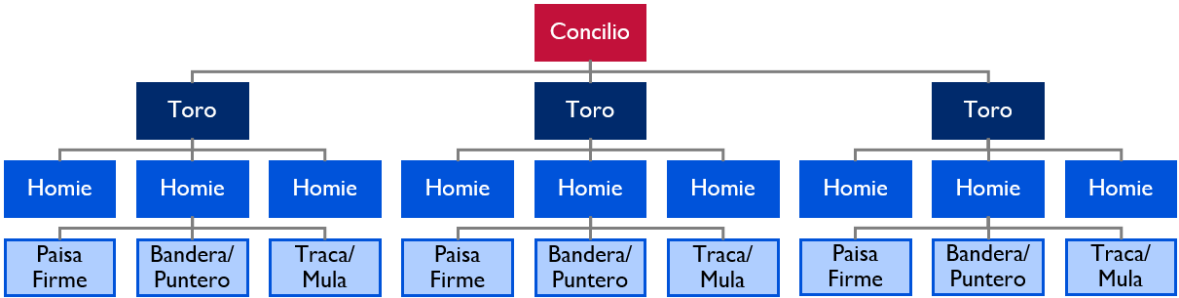 Concilio
Toro
Toro
Toro
Homie
Homie
Homie
Homie
Homie
Homie
Homie
Homie
Homie
Paisa
Firme
Bandera/
Puntero
Traca/
Mula
Paisa
Firme
Bandera/
Puntero
Traca/
Mula
Paisa
Firme
Bandera/
Puntero
Traca/
Mula